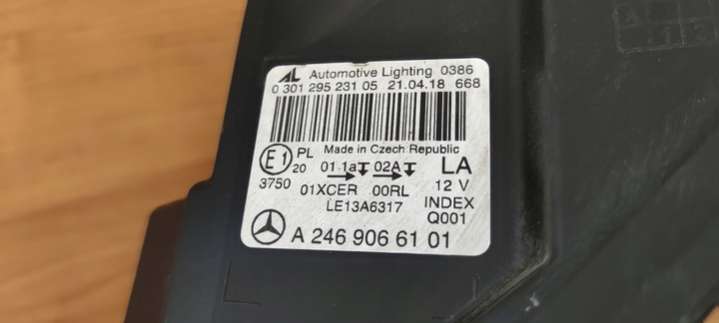 AL Automotive Lighting 0386
0 301 295 231 05 21.04.18 668
Made in Czech Republic
E1 PL 01.1a 02A LA
20
3750 01XCER 00RL 12 V
LE13A6317 INDEX
Q001
A 246 906 61 01